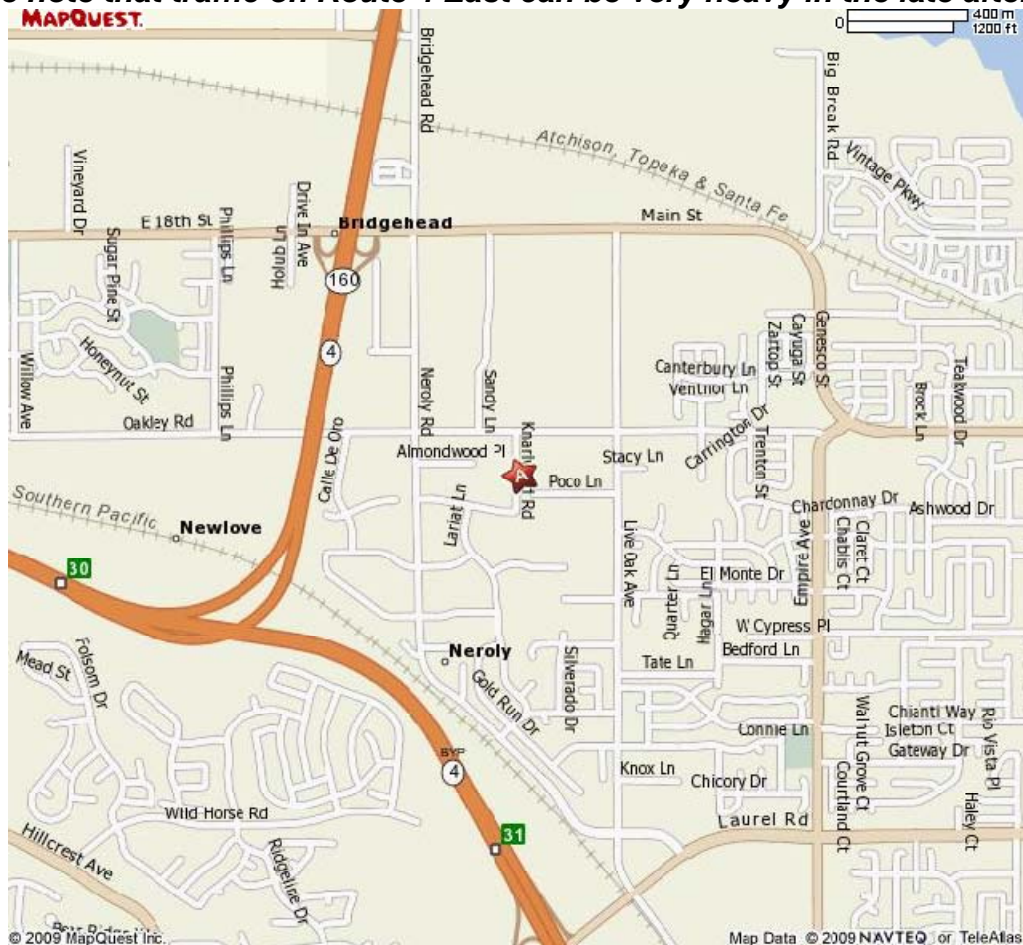 note that traffic on Route 4 East can be very heavy in the late
MAPQUEST.
0
400 m
1200 ft
Bridgehead Rd
Big Break Rd
Atchison, Topeka & Santa Fe
Vintage Pkwy
Vineyard Dr
Drive In Ave
E 18th St
Phillips Ln
Bridgehead
Main St
Sugar Pine St
Holub Ln
160
4
Genesco St
Cayuga St
Zartop St
Honeynut St
Willow Ave
Phillips Ln
Neroly Rd
Sandy Ln
Canterbury Ln
Ventnor Ln
Teakwood Dr
Brock Ln
Oakley Rd
Calle De Oro
Carrington Dr
Trenton St
Almondwood Pl
A
Rd
Stacy Ln
Poco Ln
Southern Pacific
Newlove
Lariat Ln
Chardonnay Dr
Ashwood Dr
30
Live Oak Ave
El Monte Dr
Empire Ave
Chablis Ct
Claret Ct
Quarter Ln
Hager Ln
W Cypress Pl
Mead St
Folsom Dr
Neroly
Silverado Dr
Tate Ln
Bedford Ln
Gold Run Dr
Walnut Grove Ct
Chianti Way
Isleton Ct
Rio Vista Pl
Connie Ln
Gateway Dr
BYP
4
Knox Ln
Chicory Dr
Courtland Ct
Haley Ct
Wild Horse Rd
31
Laurel Rd
Hillcrest Ave
Ridgeline Dr
© 2009 MapQuest Inc.
Map Data © 2009 NAVTEQ or TeleAtlas